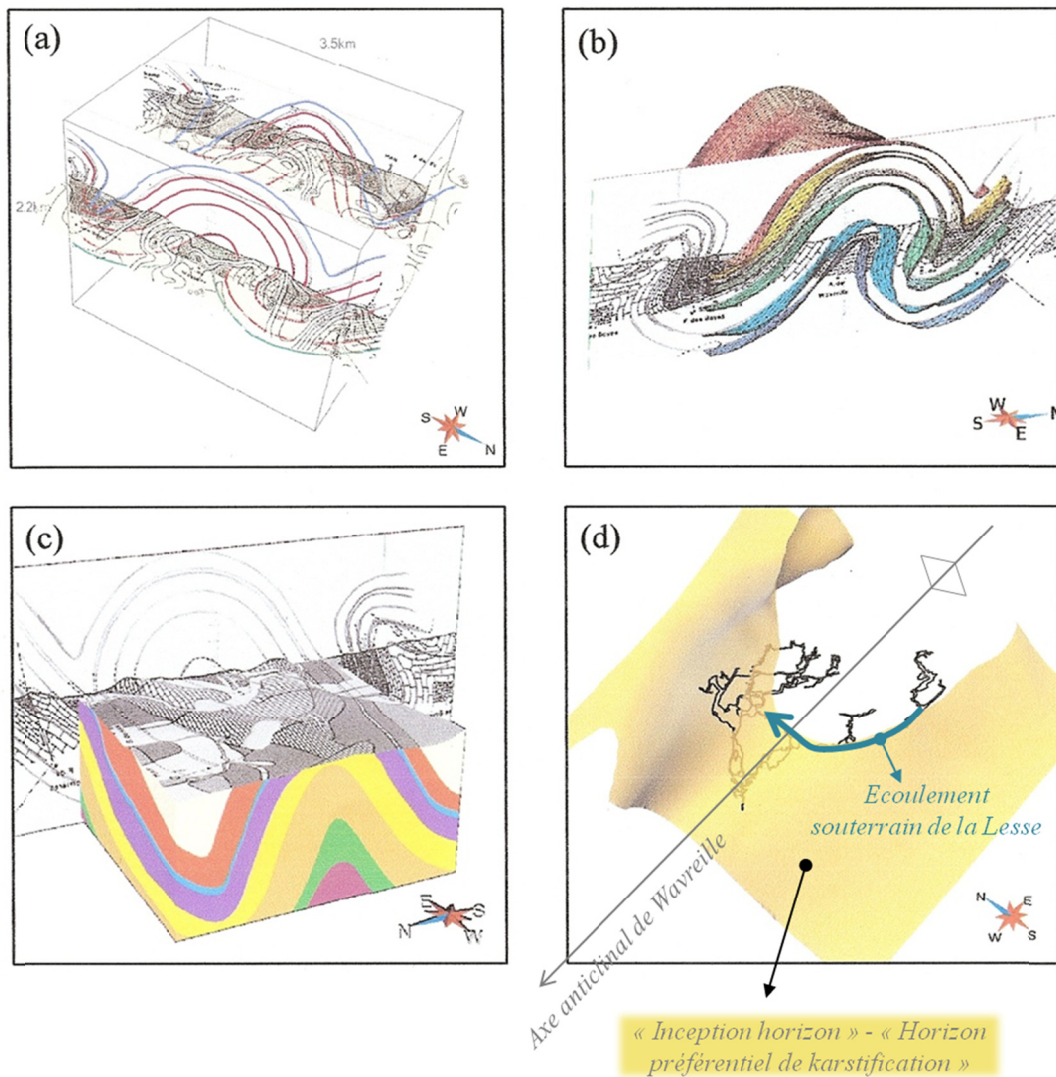 (a)
3.5km
2.2km
S W
E N
(b)
W N
S E
(c)
E S
N W
(d)
Ecoulement
souterrain de la Lesse
Axe anticlinal de Wavreille
N E
W S
« Inception horizon » - « Horizon
préférentiel de karstification »